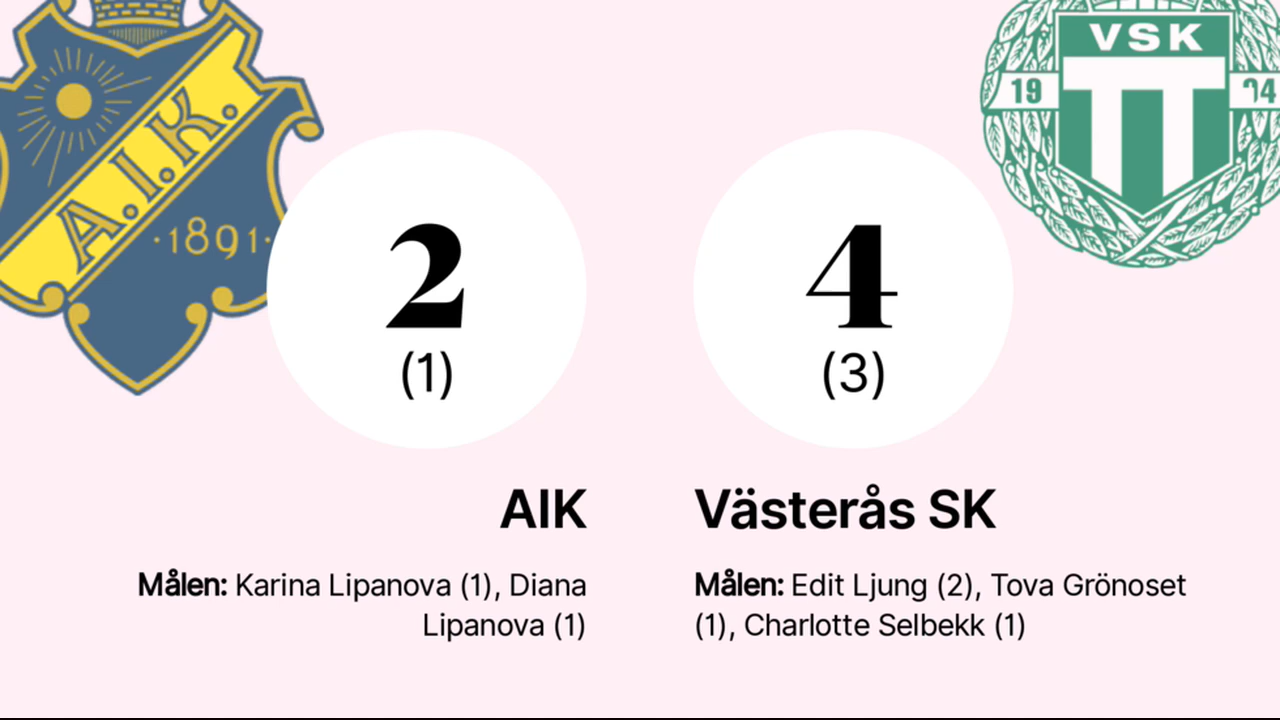 A.I.K.
·1891·
VSK
19
TT
2
(1)
4
(3)
AIK
Västerås SK
Målen: Karina Lipanova (1), Diana
Lipanova (1)
Målen: Edit Ljung (2), Tova Grönoset
(1), Charlotte Selbekk (1)